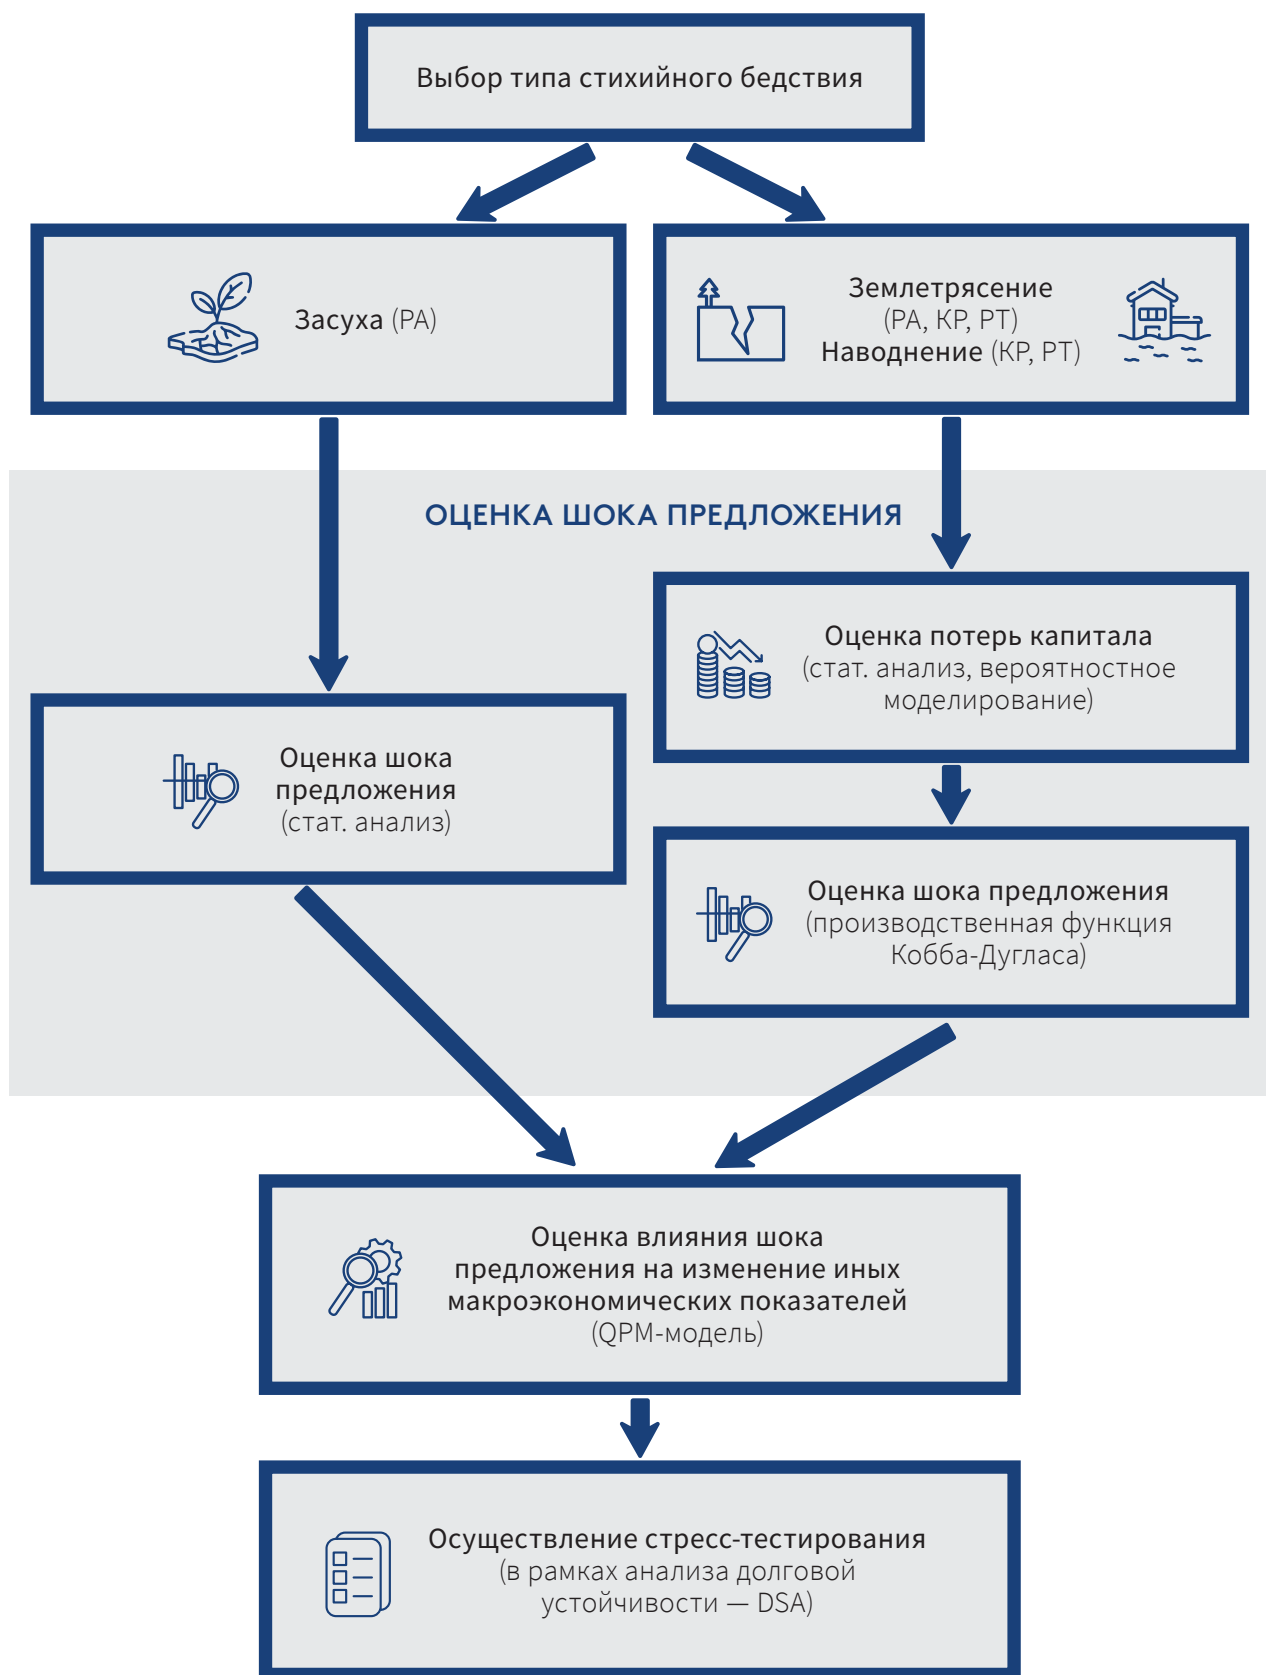 Выбор типа стихийного бедствия
Засуха (РА)
Землетрясение
(РА, КР, РТ)
Наводнение (КР, РТ)
ОЦЕНКА ШОКА ПРЕДЛОЖЕНИЯ
Оценка потерь капитала
(стат. анализ, вероятностное
моделирование)
Оценка шока
предложения
(стат. анализ)
Оценка шока предложения
(производственная функция
Кобба-Дугласа)
Оценка влияния шока
предложения на изменение иных
макроэкономических показателей
(QPM-модель)
Осуществление стресс-тестирования
(в рамках анализа долговой
устойчивости — DSA)